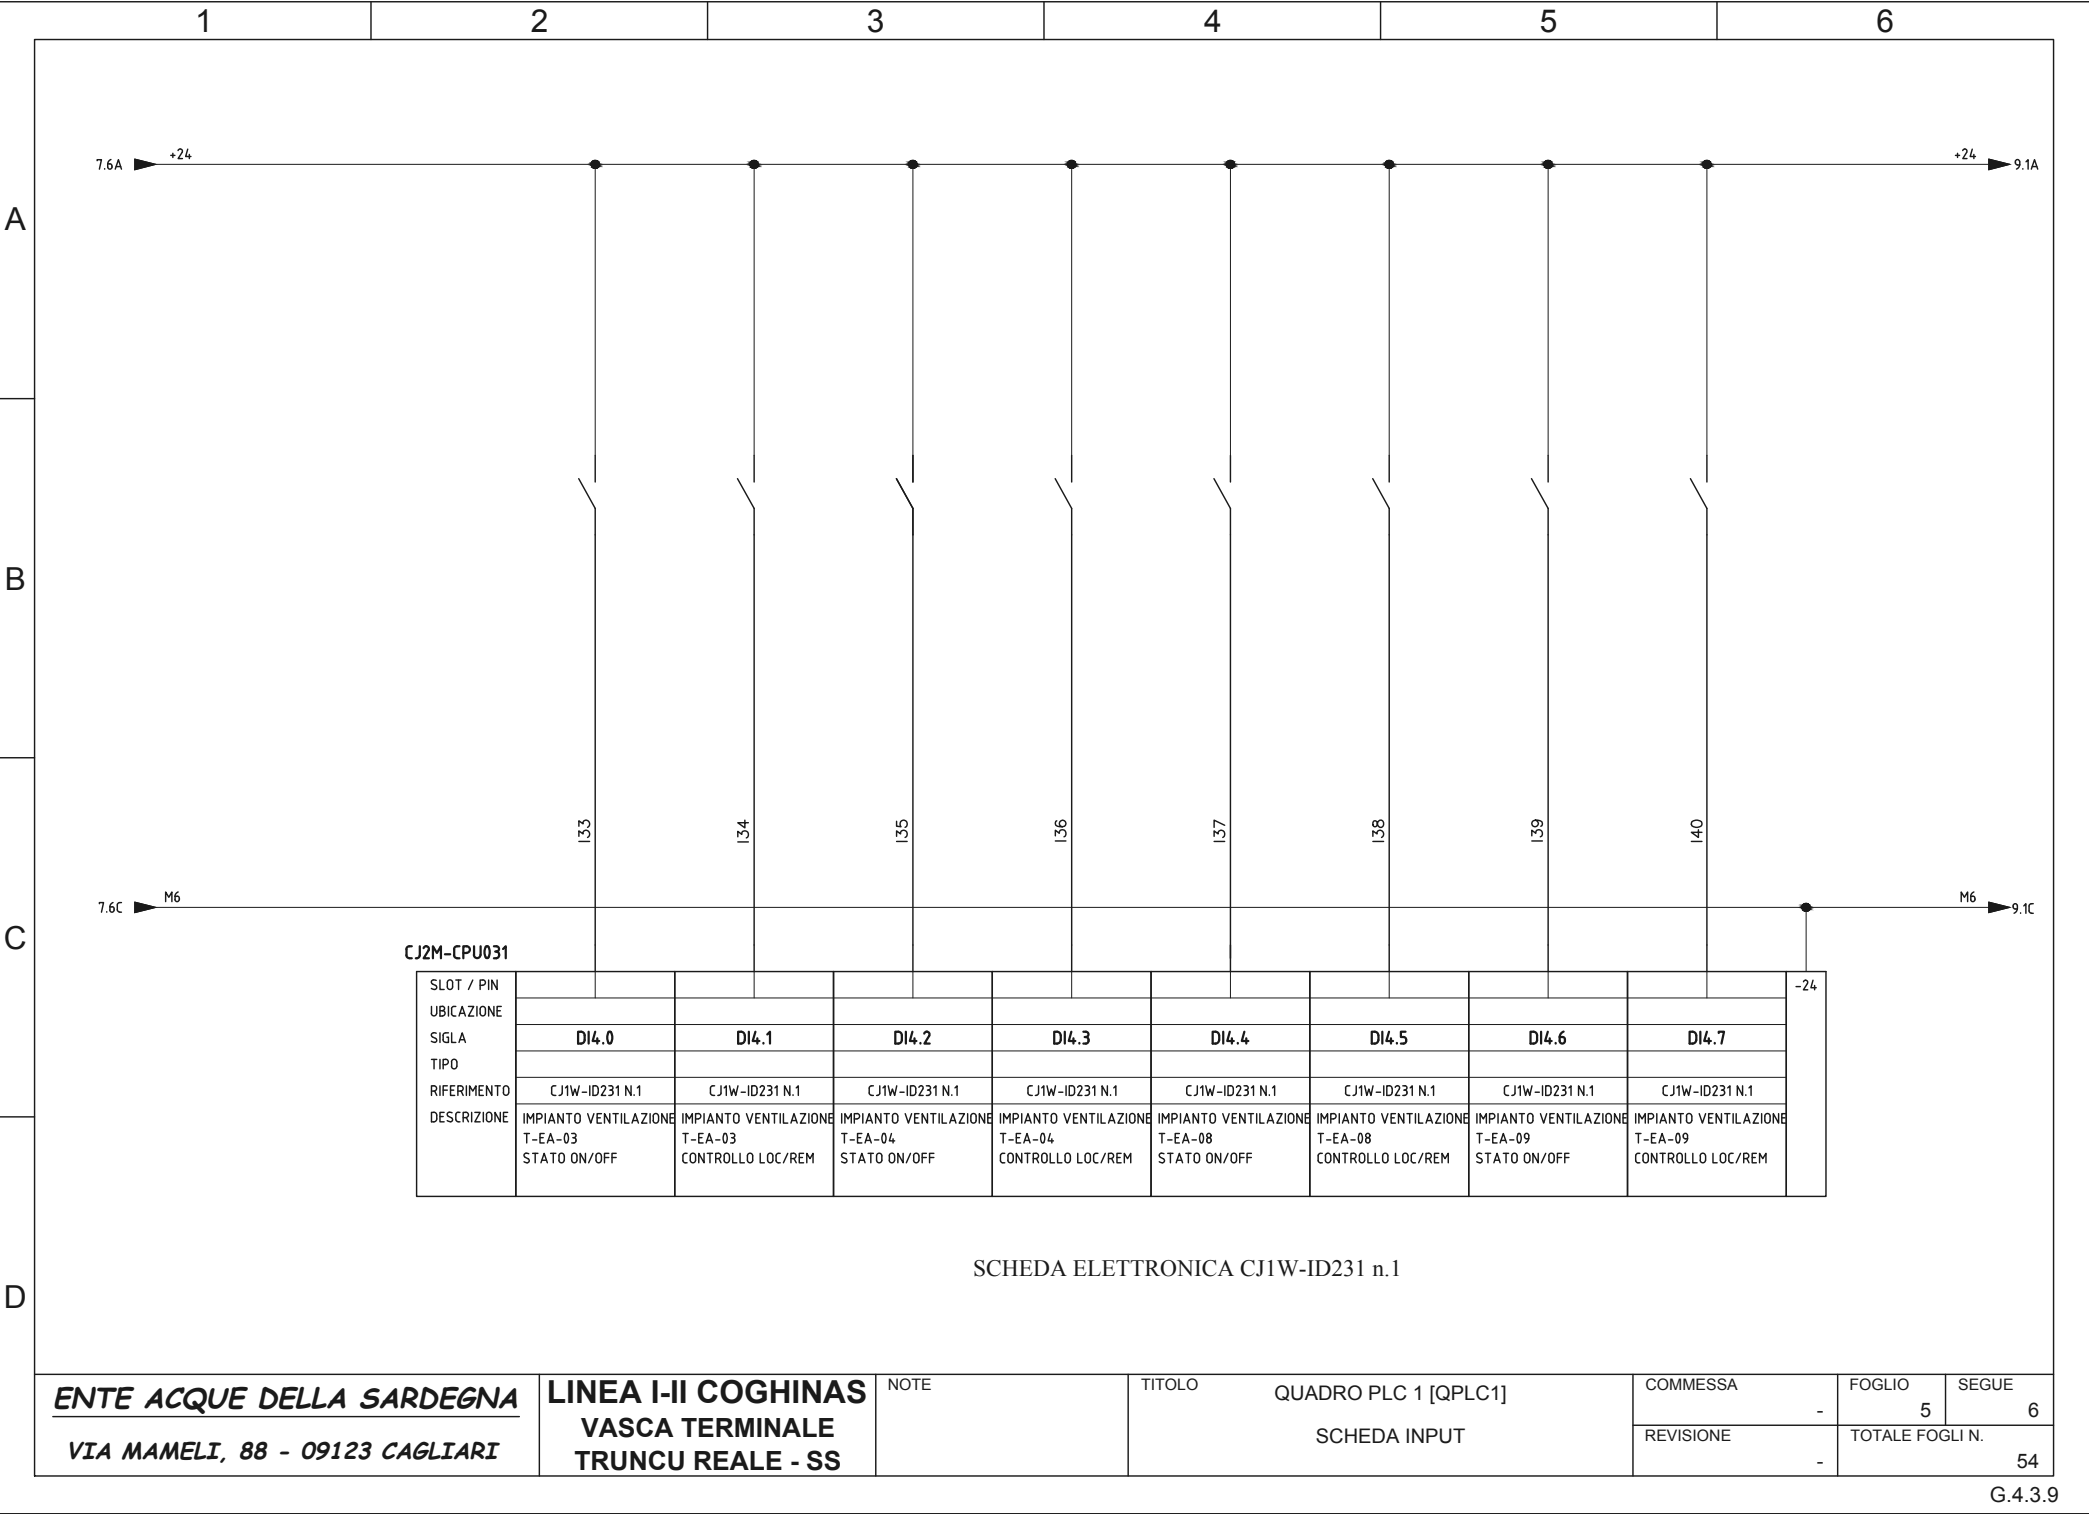 1 2 3 4 5 6
A
B
C
D
7.6A +24 +24 9.1A
I33 I34 I35 I36 I37 I38 I39 I40
7.6C M6 M6 9.1C
CJ2M-CPU031
SLOT / PIN -24
UBICAZIONE
SIGLA DI4.0 DI4.1 DI4.2 DI4.3 DI4.4 DI4.5 DI4.6 DI4.7
TIPO
RIFERIMENTO CJ1W-ID231 N.1 CJ1W-ID231 N.1 CJ1W-ID231 N.1 CJ1W-ID231 N.1 CJ1W-ID231 N.1 CJ1W-ID231 N.1 CJ1W-ID231 N.1 CJ1W-ID231 N.1
DESCRIZIONE IMPIANTO VENTILAZIONE IMPIANTO VENTILAZIONE IMPIANTO VENTILAZIONE IMPIANTO VENTILAZIONE IMPIANTO VENTILAZIONE IMPIANTO VENTILAZIONE IMPIANTO VENTILAZIONE IMPIANTO VENTILAZIONE
T-EA-03 T-EA-03 T-EA-04 T-EA-04 T-EA-08 T-EA-08 T-EA-09 T-EA-09
STATO ON/OFF CONTROLLO LOC/REM STATO ON/OFF CONTROLLO LOC/REM STATO ON/OFF CONTROLLO LOC/REM STATO ON/OFF CONTROLLO LOC/REM
SCHEDA ELETTRONICA CJ1W-ID231 n.1
ENTE ACQUE DELLA SARDEGNA
VIA MAMELI, 88 - 09123 CAGLIARI
LINEA I-II COGHINAS
VASCA TERMINALE
TRUNCU REALE - SS
NOTE
TITOLO
QUADRO PLC 1 [QPLC1]
SCHEDA INPUT
COMMESSA
-
REVISIONE
-
FOGLIO
5
SEGUE
6
TOTALE FOGLI N.
54
G.4.3.9